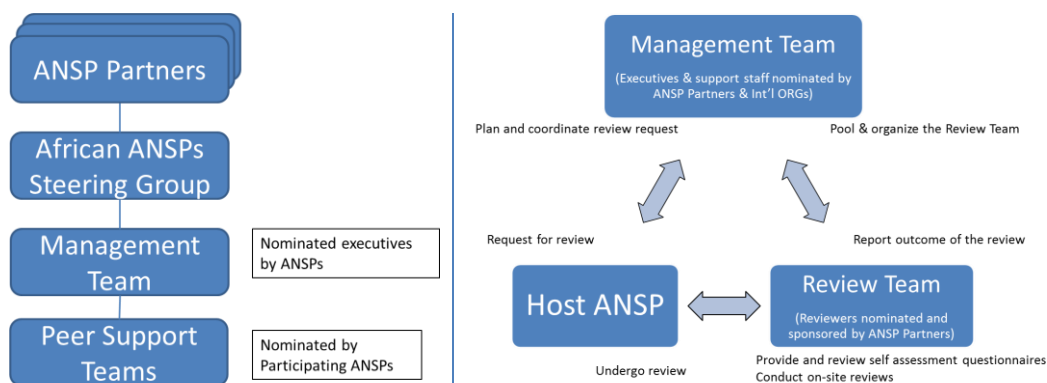 ANSP Partners
African ANSPs
Steering Group
Management
Team
Nominated executives
by ANSPs
Peer Support
Teams
Nominated by
Participating ANSPs
Management Team
(Executives & support staff nominated by
ANSP Partners & Int'l ORGs)
Plan and coordinate review request
Pool & organize the Review Team
Request for review
Report outcome of the review
Host ANSP
Review Team
(Reviewers nominated and
sponsored by ANSP Partners)
Undergo review
Provide and review self assessment questionnaires
Conduct on-site reviews